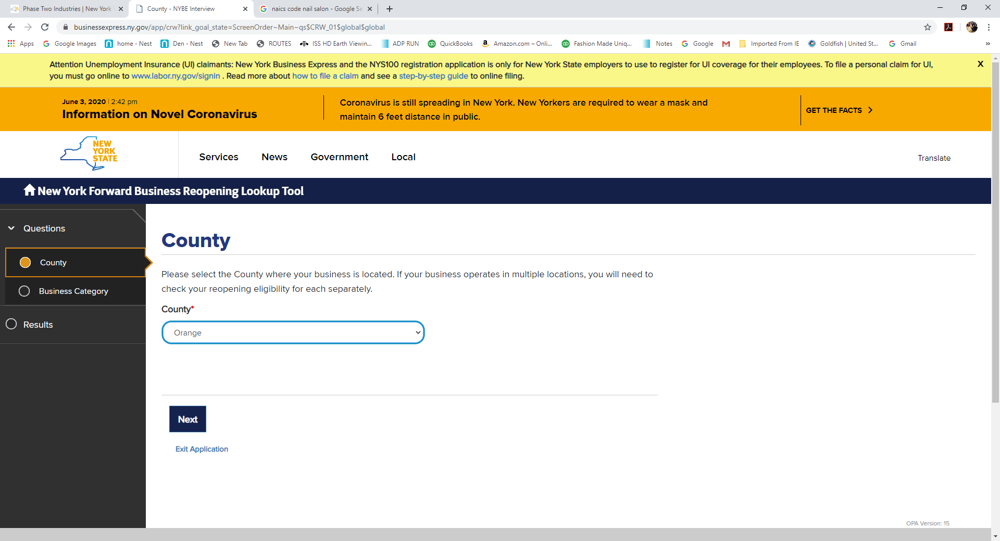 Phase Two Industries | New York
County - NYBE Interview
naics code nail salon - Google Se
businessexpress.ny.gov/app/crw?link_goal_state=ScreenOrder~Main~qs$CRW_01$global$global
Apps
Google Images
home - Nest
Den - Nest
New Tab
ROUTES
ISS HD Earth Viewin...
ADP RUN
QuickBooks
Amazon.com – Onli...
Fashion Made Uniq...
Notes
Google
Imported From IE
Goldfish | United St...
Gmail
»
Attention Unemployment Insurance (UI) claimants: New York Business Express and the NYS100 registration application is only for New York State employers to use to register for UI coverage for their employees. To file a personal claim for UI,
you must go online to www.labor.ny.gov/signin . Read more about how to file a claim and see a step-by-step guide to online filing.
X
June 3, 2020 | 2:42 pm
Information on Novel Coronavirus
Coronavirus is still spreading in New York. New Yorkers are required to wear a mask and
maintain 6 feet distance in public.
GET THE FACTS
NEW
YORK
STATE
Services
News
Government
Local
Translate
New York Forward Business Reopening Lookup Tool
Questions
County
Business Category
Results
County
Please select the County where your business is located. If your business operates in multiple locations, you will need to
check your reopening eligibility for each separately.
County*
Orange
Next
Exit Application
OPA Version: 15